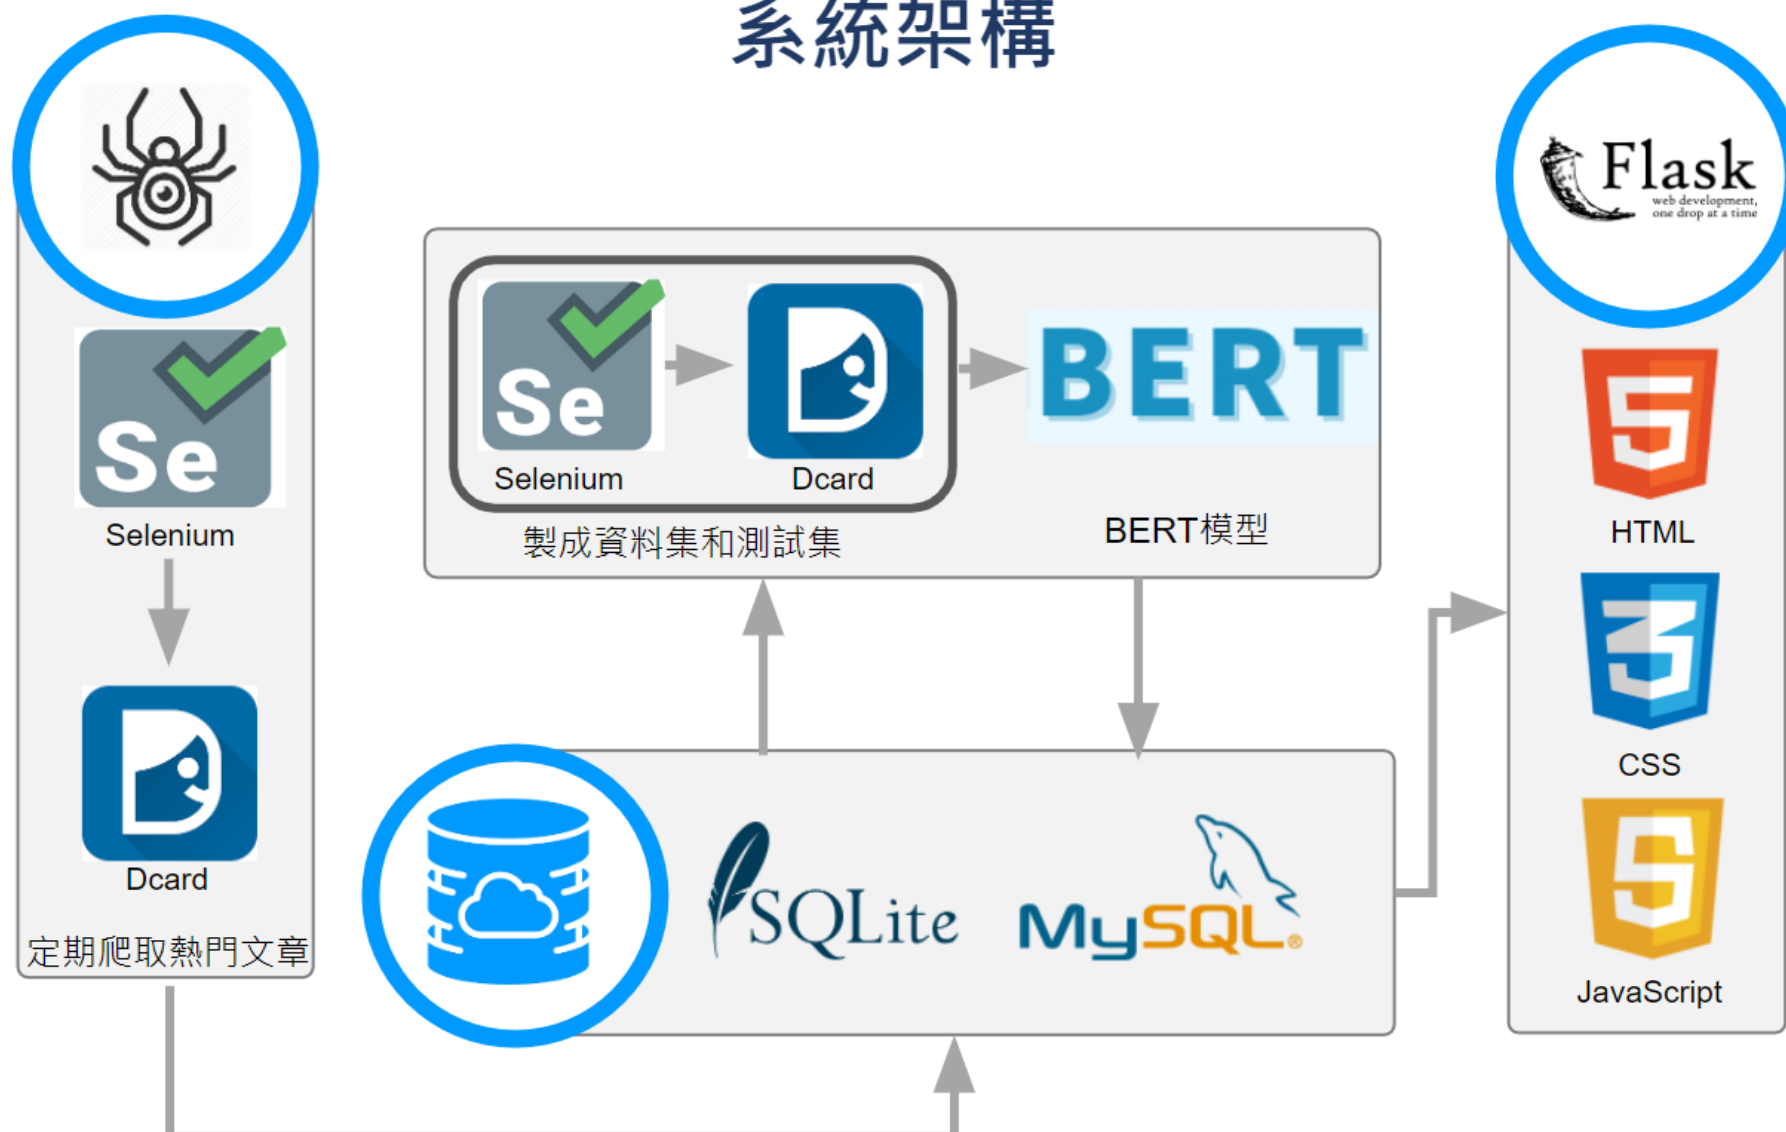 系統架構
Se
Selenium
Dcard
定期爬取熱門文章
Se
Selenium
Dcard
製成資料集和測試集
BERT
BERT模型
SQLite
MySQL®
Flask
web development,
one drop at a time
HTML
CSS
JavaScript